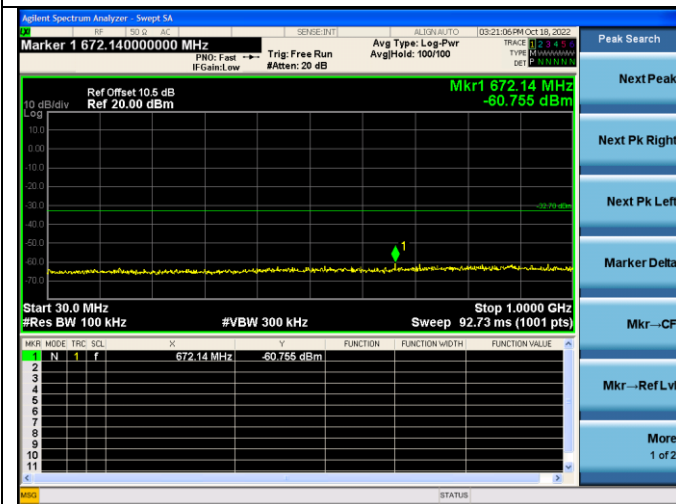 Agilent Spectrum Analyzer - Swept SA
LXI RF 50 Ω AC SENSE:INT ALIGNAUTO 03:21:06 PM Oct 18, 2022
Marker 1 672.140000000 MHz
PNO: Fast
IFGain:Low
Trig: Free Run
#Atten: 20 dB
Avg Type: Log-Pwr
Avg|Hold: 100/100
TRACE 1 2 3 4 5 6
TYPE M
DET P N N N N N
Peak Search
Next Peak
Next Pk Right
Next Pk Left
Marker Delta
Mkr→CF
Mkr→Ref Lvl
More
1 of 2
Mkr1 672.14 MHz
-60.755 dBm
Ref Offset 10.5 dB
10 dB/div Ref 20.00 dBm
Log
10.0
0.00
-10.0
-20.0
-30.0
-32.70 dBm
-40.0
-50.0
1
-60.0
-70.0
Start 30.0 MHz Stop 1.0000 GHz
#Res BW 100 kHz #VBW 300 kHz Sweep 92.73 ms (1001 pts)
MKR MODE TRC SCL X Y FUNCTION FUNCTION WIDTH FUNCTION VALUE
1 N 1 f 672.14 MHz -60.755 dBm
2
3
4
5
6
7
8
9
10
11
MSG STATUS